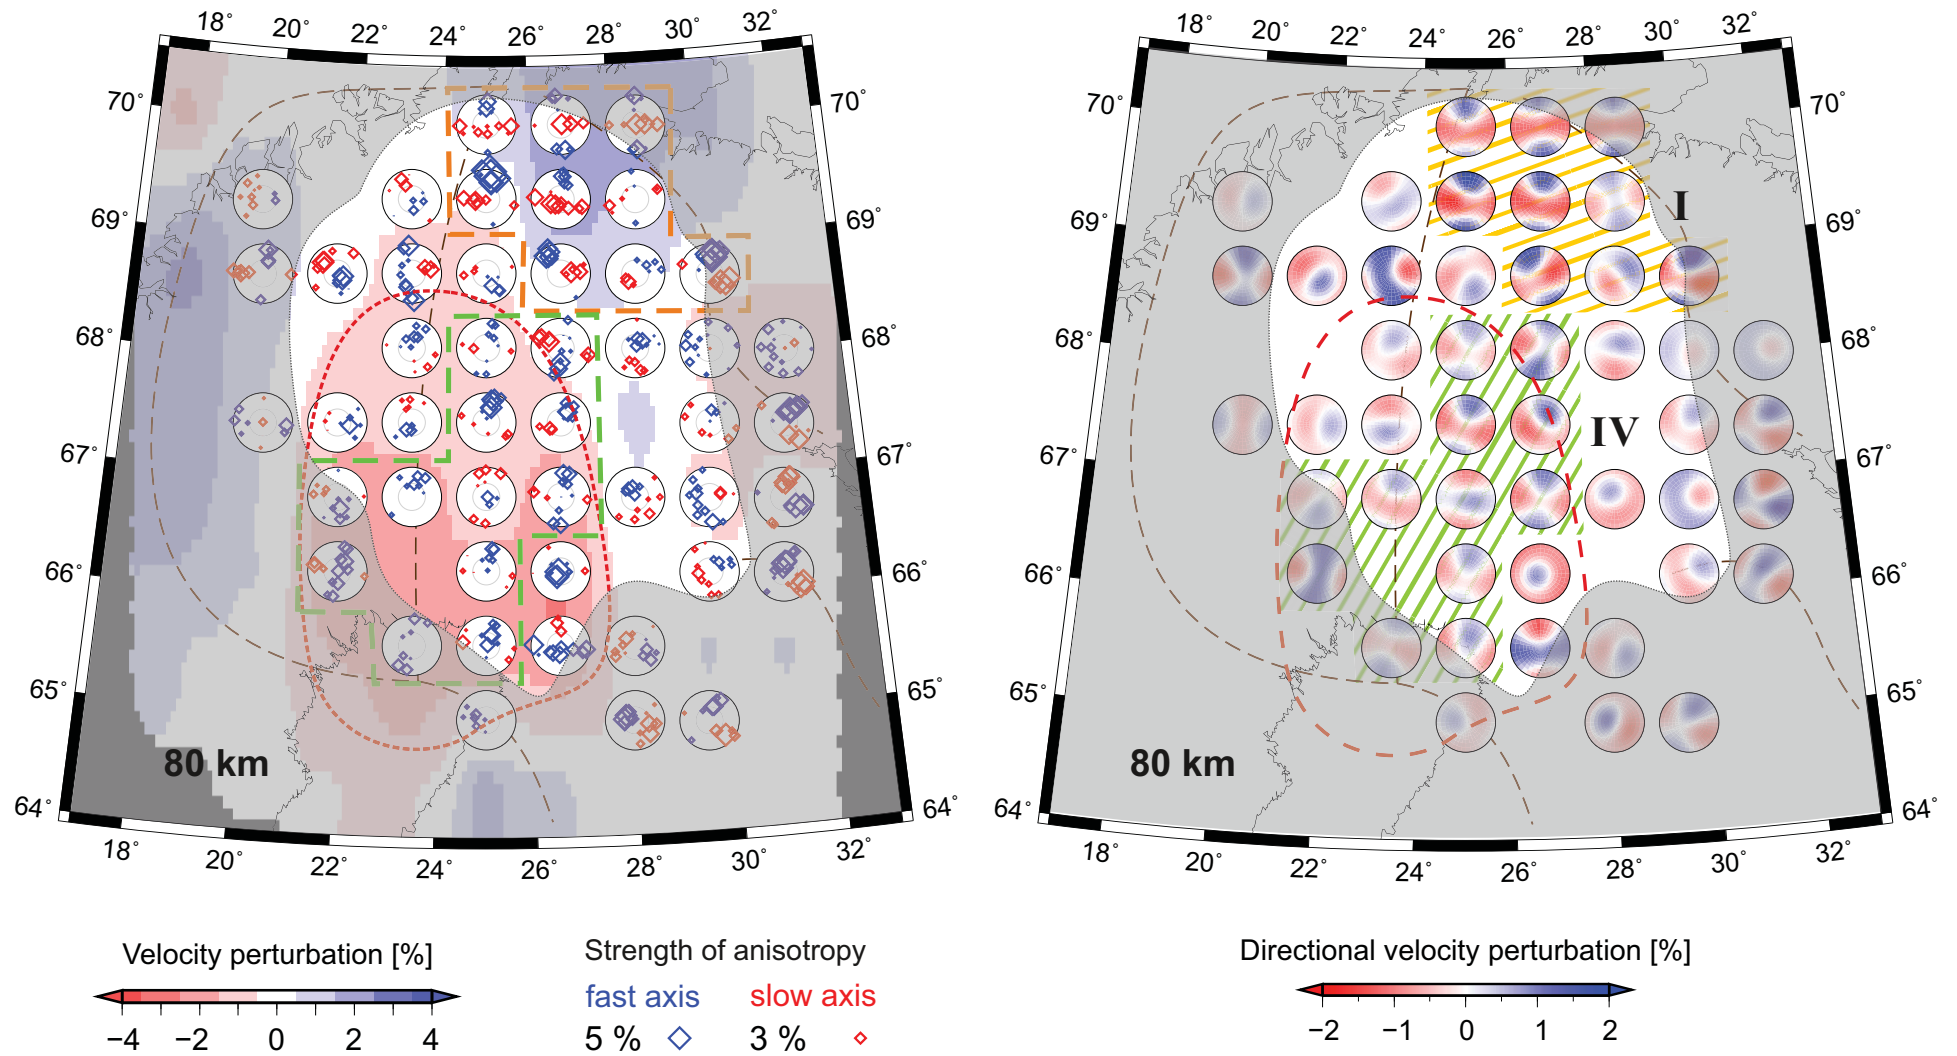 18° 20° 22° 24° 26° 28° 30° 32°
70° 70°
69° 69°
68° 68°
67° 67°
66° 66°
65° 65°
64° 64°
80 km
18° 20° 22° 24° 26° 28° 30° 32°
Velocity perturbation [%]
−4 −2 0 2 4
Strength of anisotropy
fast axis slow axis
5 % 3 %
18° 20° 22° 24° 26° 28° 30° 32°
70° 70°
I
69° 69°
68° 68°
IV
67° 67°
66° 66°
65° 65°
80 km
64° 64°
18° 20° 22° 24° 26° 28° 30° 32°
Directional velocity perturbation [%]
−2 −1 0 1 2